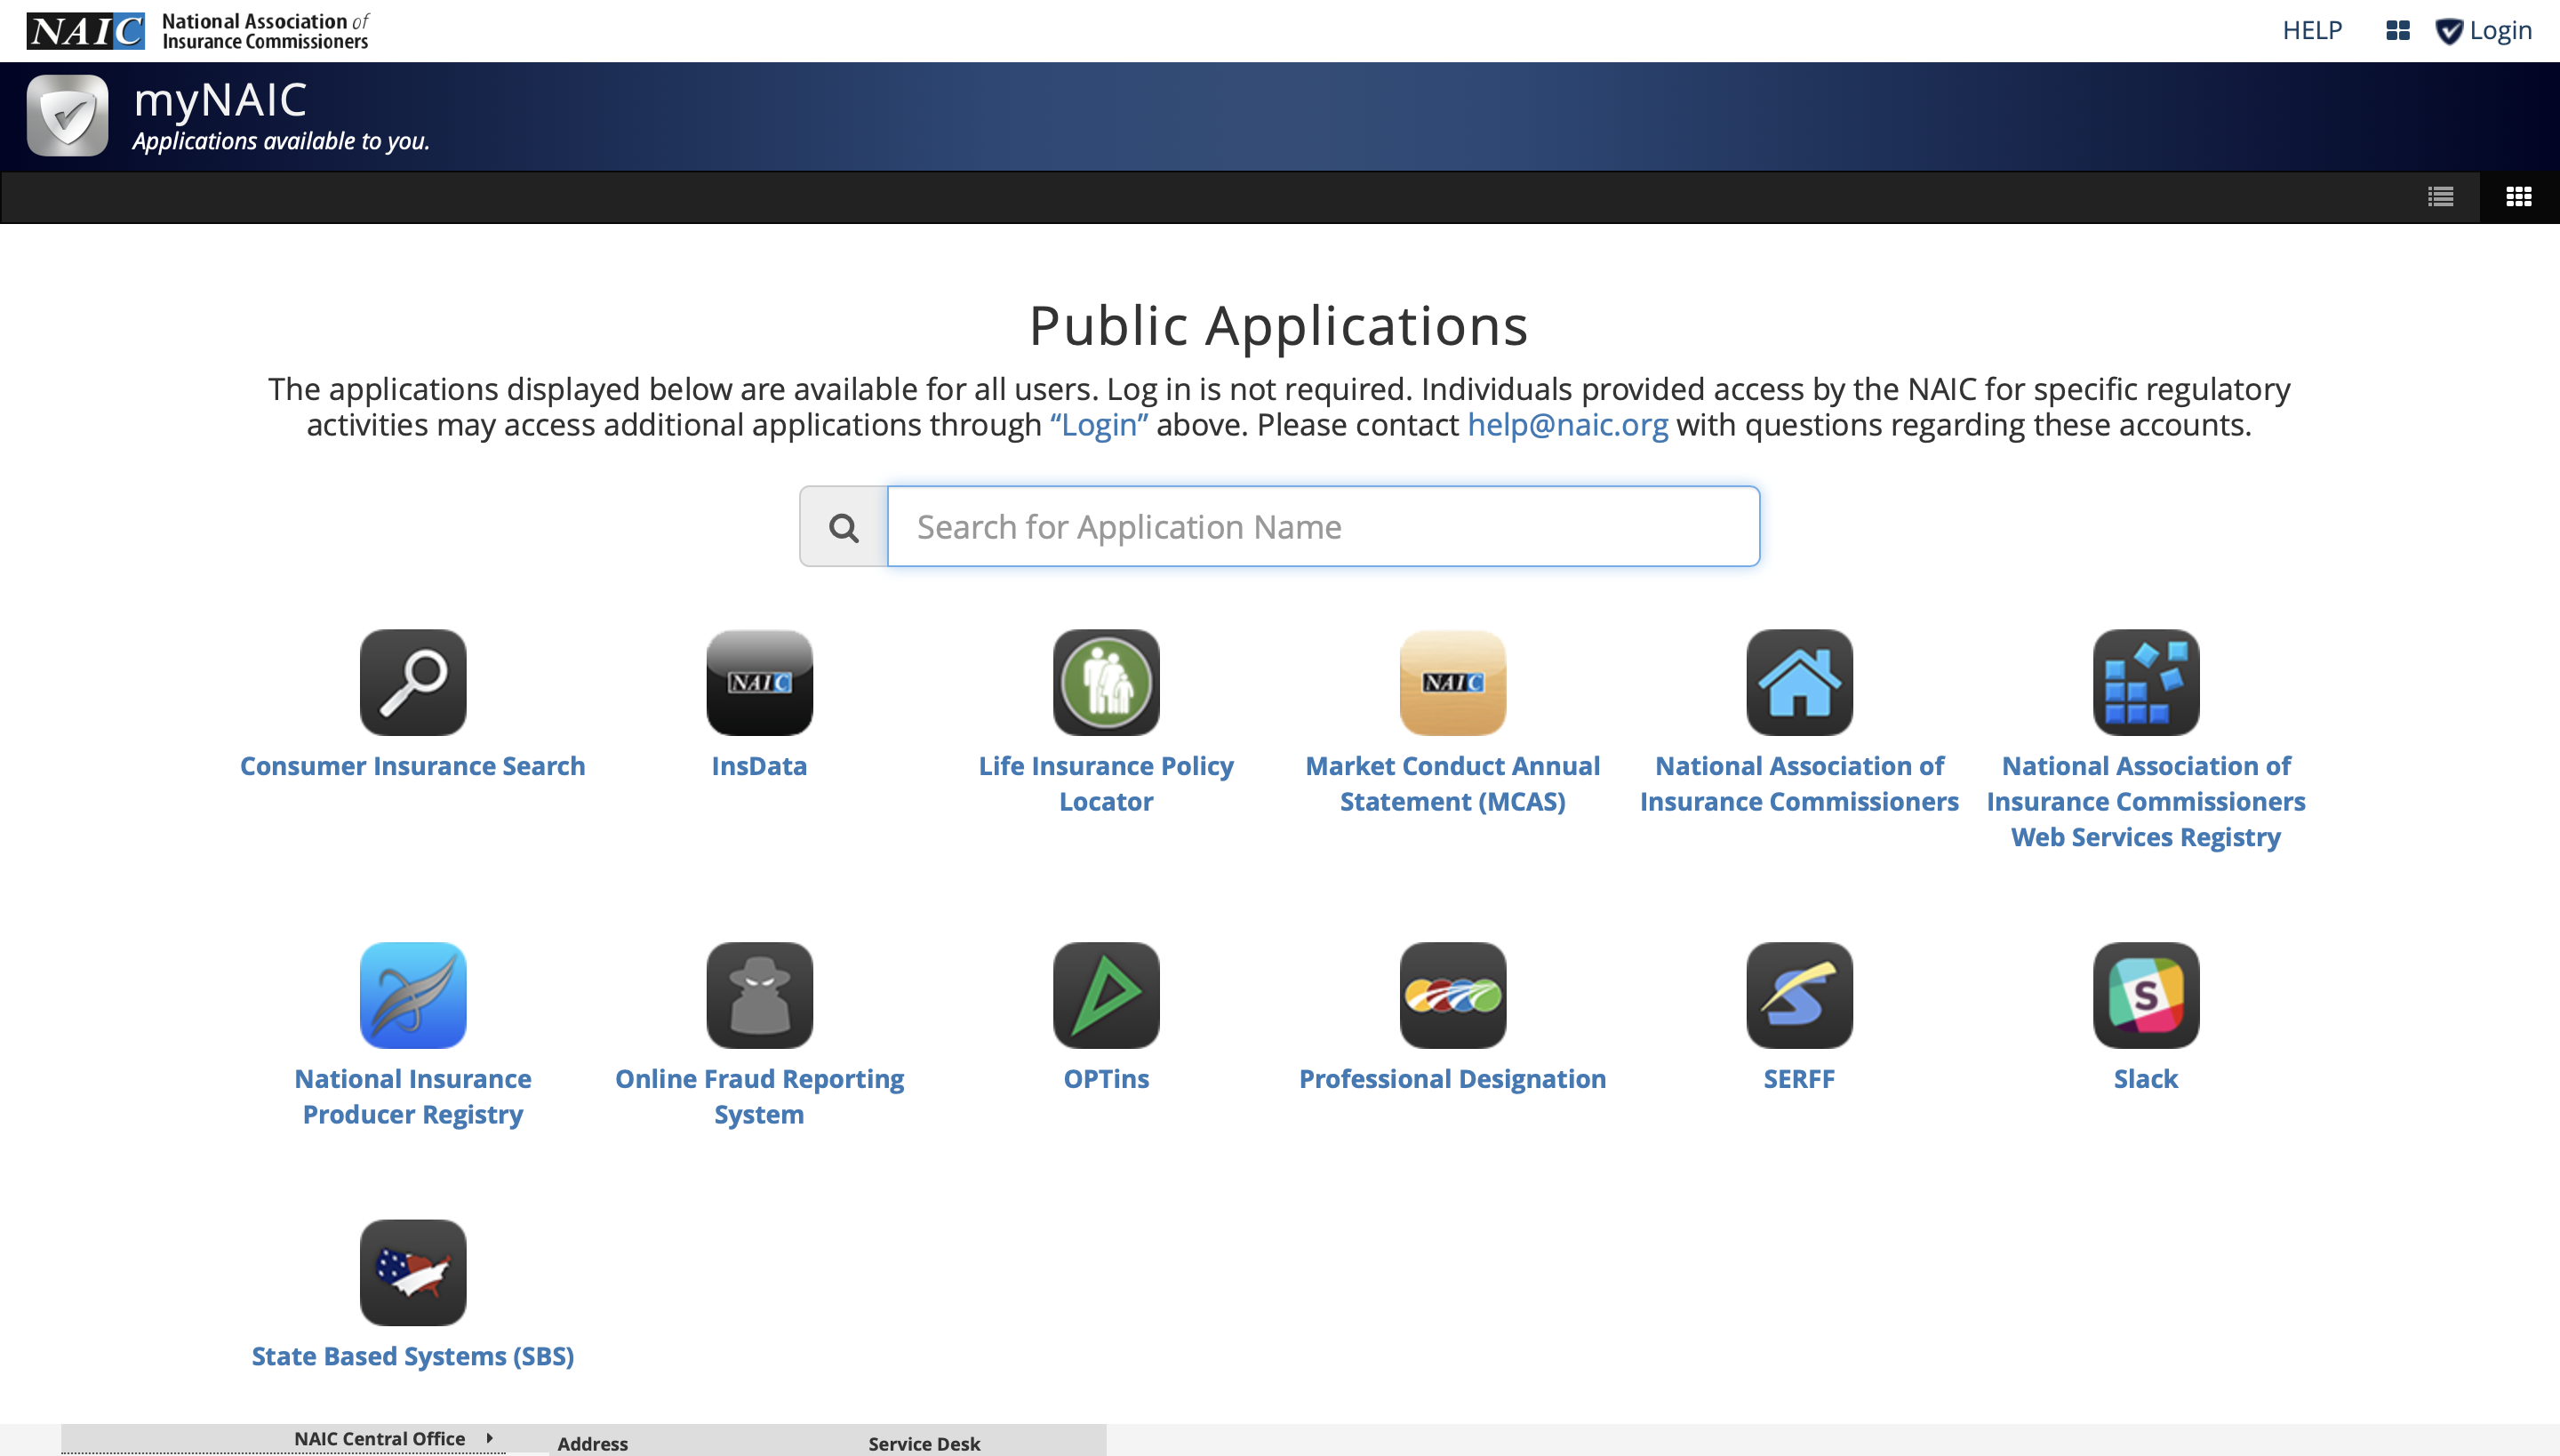 NAIC National Association of
Insurance Commissioners
HELP
Login
myNAIC
Applications available to you.
Public Applications
The applications displayed below are available for all users. Log in is not required. Individuals provided access by the NAIC for specific regulatory
activities may access additional applications through “Login” above. Please contact help@naic.org with questions regarding these accounts.
Search for Application Name
NAIC
NAIC
Consumer Insurance Search
InsData
Life Insurance Policy
Locator
Market Conduct Annual
Statement (MCAS)
National Association of
Insurance Commissioners
National Association of
Insurance Commissioners
Web Services Registry
S
S
National Insurance
Producer Registry
Online Fraud Reporting
System
OPTins
Professional Designation
SERFF
Slack
State Based Systems (SBS)
NAIC Central Office
Address
Service Desk